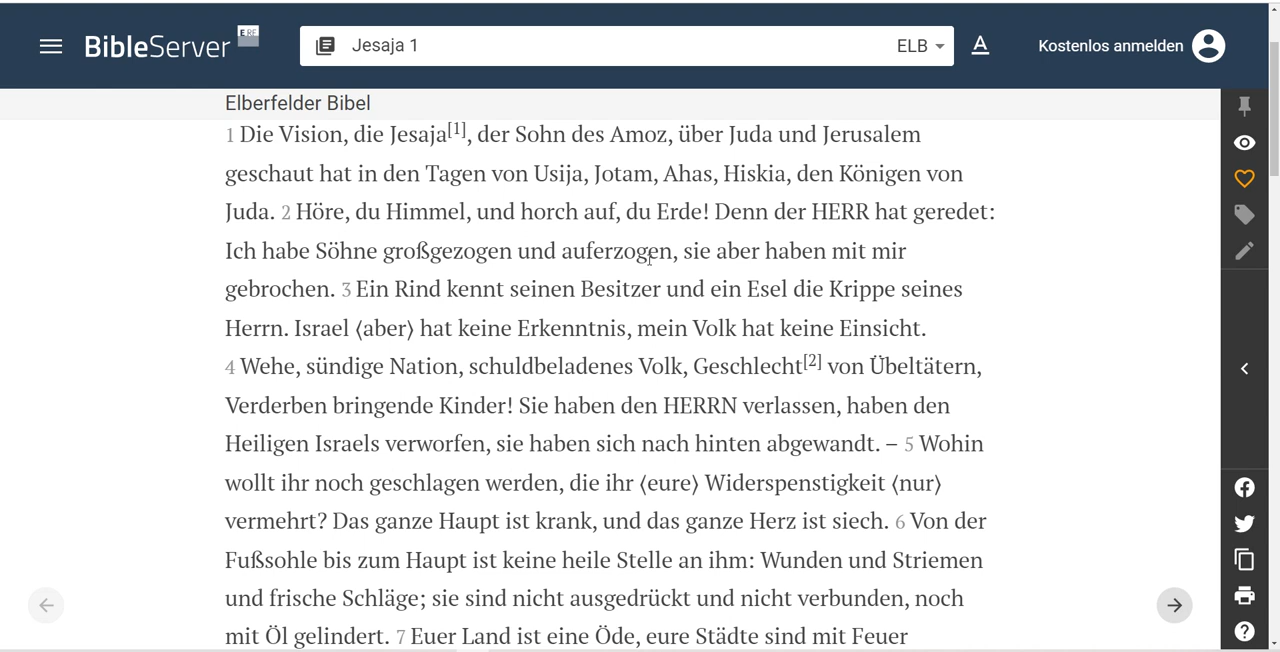 BibleServer
ERF
Jesaja 1
ELB
A
Kostenlos anmelden
Elberfelder Bibel
1 Die Vision, die Jesaja[1], der Sohn des Amoz, über Juda und Jerusalem
geschaut hat in den Tagen von Usija, Jotam, Ahas, Hiskia, den Königen von
Juda. 2 Höre, du Himmel, und horch auf, du Erde! Denn der HERR hat geredet:
Ich habe Söhne großgezogen und auferzogen, sie aber haben mit mir
gebrochen. 3 Ein Rind kennt seinen Besitzer und ein Esel die Krippe seines
Herrn. Israel ⟨aber⟩ hat keine Erkenntnis, mein Volk hat keine Einsicht.
4 Wehe, sündige Nation, schuldbeladenes Volk, Geschlecht[2] von Übeltätern,
Verderben bringende Kinder! Sie haben den HERRN verlassen, haben den
Heiligen Israels verworfen, sie haben sich nach hinten abgewandt. – 5 Wohin
wollt ihr noch geschlagen werden, die ihr ⟨eure⟩ Widerspenstigkeit ⟨nur⟩
vermehrt? Das ganze Haupt ist krank, und das ganze Herz ist siech. 6 Von der
Fußsohle bis zum Haupt ist keine heile Stelle an ihm: Wunden und Striemen
und frische Schläge; sie sind nicht ausgedrückt und nicht verbunden, noch
mit Öl gelindert. 7 Euer Land ist eine Öde, eure Städte sind mit Feuer